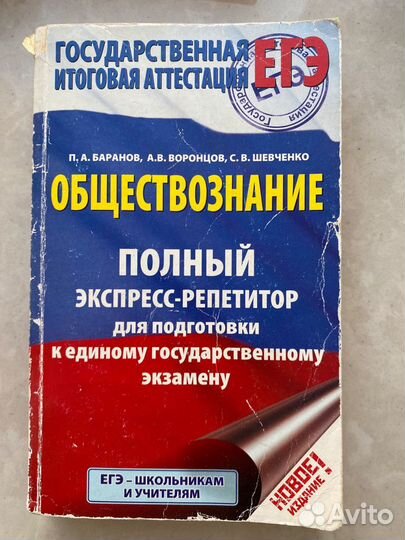 ГОСУДАРСТВЕННАЯ
ИТОГОВАЯ АТТЕСТАЦИЯ
ЕГЭ
ЕГЭ
П. А. БАРАНОВ, А.В. ВОРОНЦОВ, С. В. ШЕВЧЕНКО
ОБЩЕСТВОЗНАНИЕ
ПОЛНЫЙ
ЭКСПРЕСС-РЕПЕТИТОР
для подготовки
к единому государственному
экзамену
ЕГЭ – ШКОЛЬНИКАМ
И УЧИТЕЛЯМ
НОВОЕ!
ИЗДАНИЕ
Avito